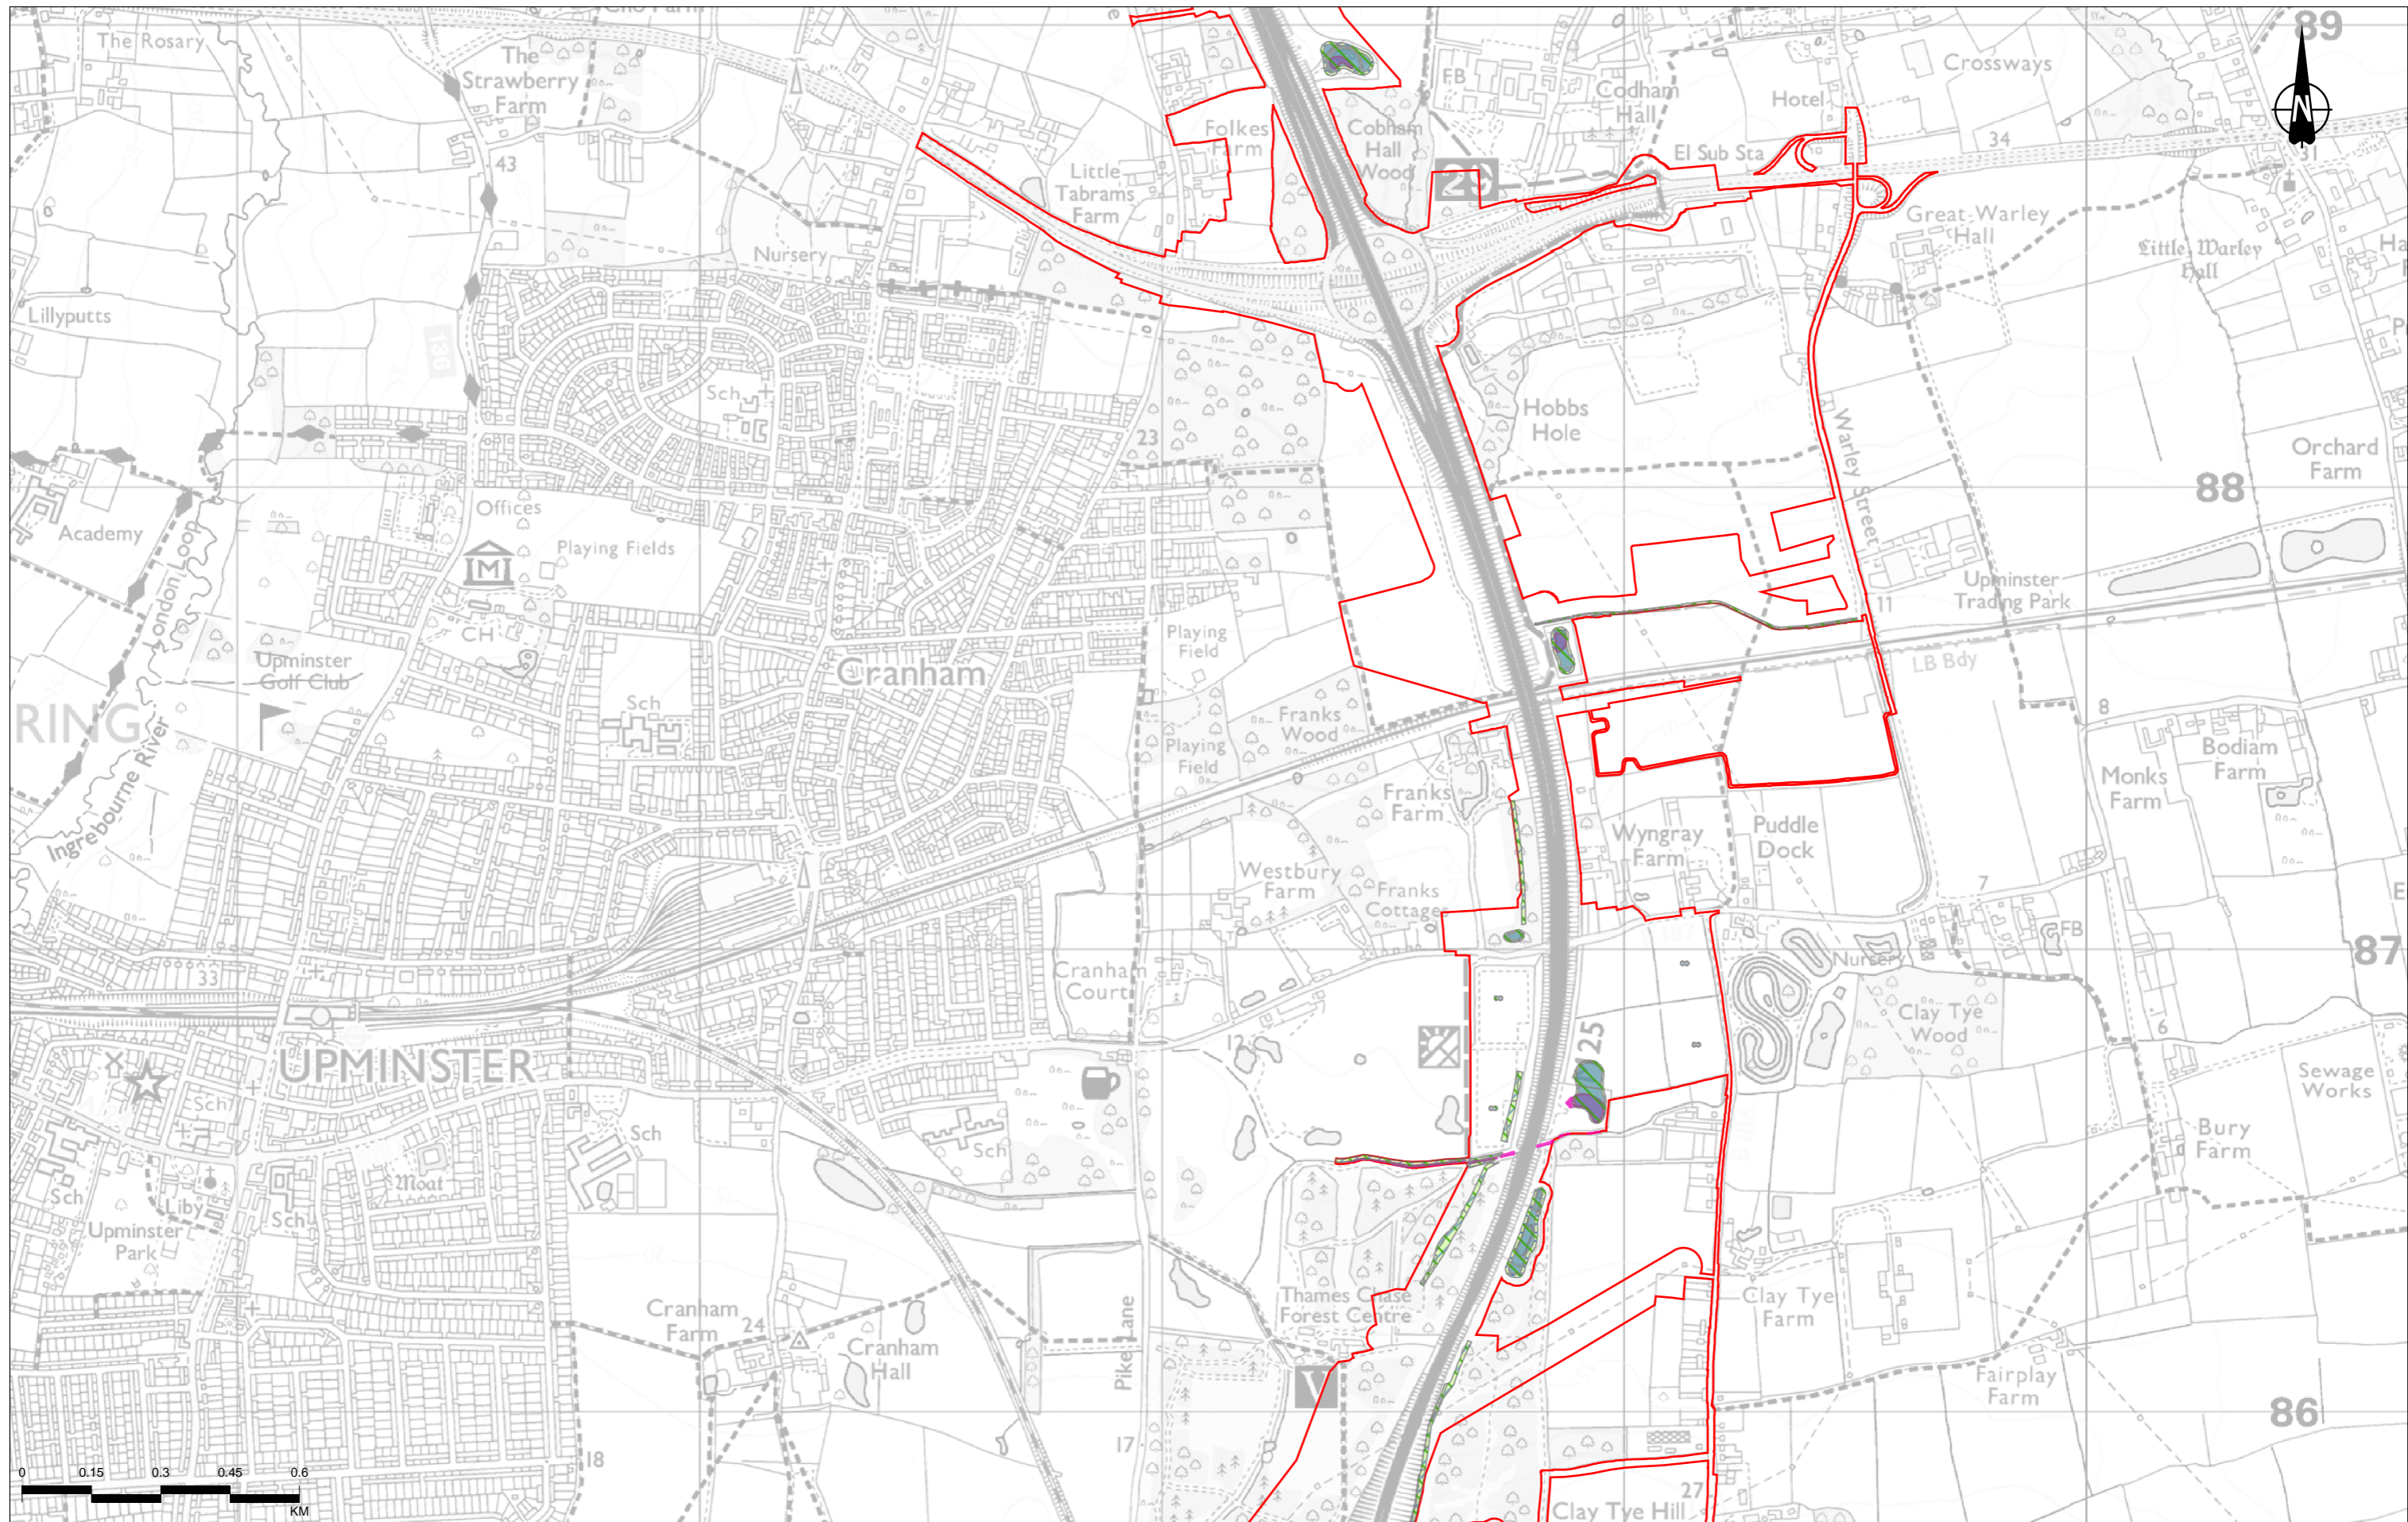 The Rosary
The
Strawberry
Farm
43
Little
Tabrams
Farm
Folkes
Farm
Cobham
Hall
Wood
FB
Codham
Hall
Hotel
Crossways
89
N
34
31
El Sub Sta
29
Great Warley
Hall
Little Warley
Hall
Nursery
Lillyputts
Sch
Hobbs
Hole
23
Warley Street
Orchard
Farm
88
Academy
London Loop
Offices
Playing Fields
M
CH
Upminster
Golf Club
Cranham
Playing
Field
Upminster
Trading Park
11
LB Bdy
RING
Ingrebourne River
Sch
Playing
Field
Franks
Wood
8
Bodiam
Farm
Monks
Farm
Franks
Farm
Wyngray
Farm
Puddle
Dock
Westbury
Farm
Franks
Cottages
7
FB
33
Cranham
Court
Nursery
87
Clay Tye
Wood
UPMINSTER
12
25
6
Sewage
Works
Sch
Sch
Sch
Bury
Farm
Sch
Liby
Sch
Moat
Upminster
Park
Thames Chase
Forest Centre
Clay Tye
Farm
Cranham
Farm
24
Cranham
Hall
Pike Lane
V
Fairplay
Farm
86
17
18
27
Clay Tye Hill
0 0.15 0.3 0.45 0.6
KM